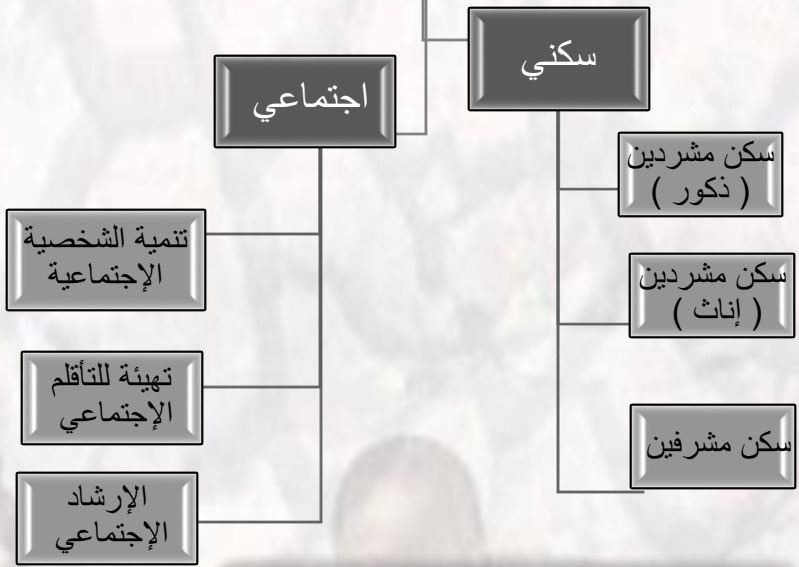 سكني
سكن مشردين
( ذكور )
سكن مشردين
( إناث )
سكن مشرفين
اجتماعي
تنمية الشخصية
الإجتماعية
تهيئة للتأقلم
الإجتماعي
الإرشاد
الإجتماعي